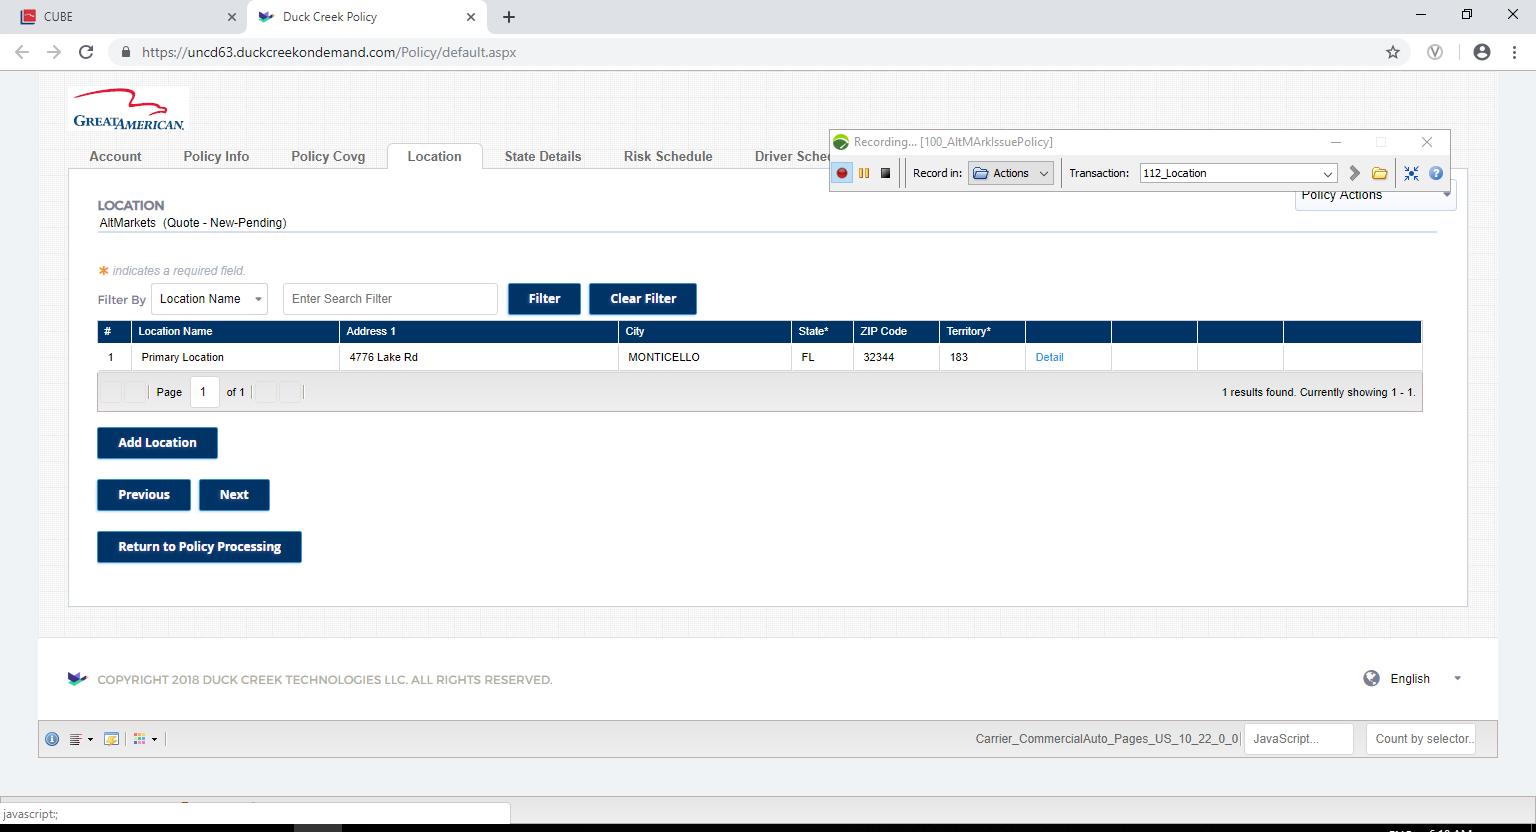 CUBE
Duck Creek Policy
https://uncd63.duckcreekondemand.com/Policy/default.aspx
GREATAMERICAN.
Recording... [100_AltMArkIssuePolicy]
Account Policy Info Policy Covg Location State Details Risk Schedule Driver Sche
Record in: Actions Transaction: 112_Location
Policy Actions
LOCATION
AltMarkets (Quote - New-Pending)
* indicates a required field.
Filter By Location Name Enter Search Filter Filter Clear Filter
# Location Name Address 1 City State* ZIP Code Territory*
1 Primary Location 4776 Lake Rd MONTICELLO FL 32344 183 Detail
Page 1 of 1 1 results found. Currently showing 1 - 1.
Add Location
Previous Next
Return to Policy Processing
COPYRIGHT 2018 DUCK CREEK TECHNOLOGIES LLC. ALL RIGHTS RESERVED.
English
Carrier_CommercialAuto_Pages_US_10_22_0_0 JavaScript... Count by selector..
javascript:;